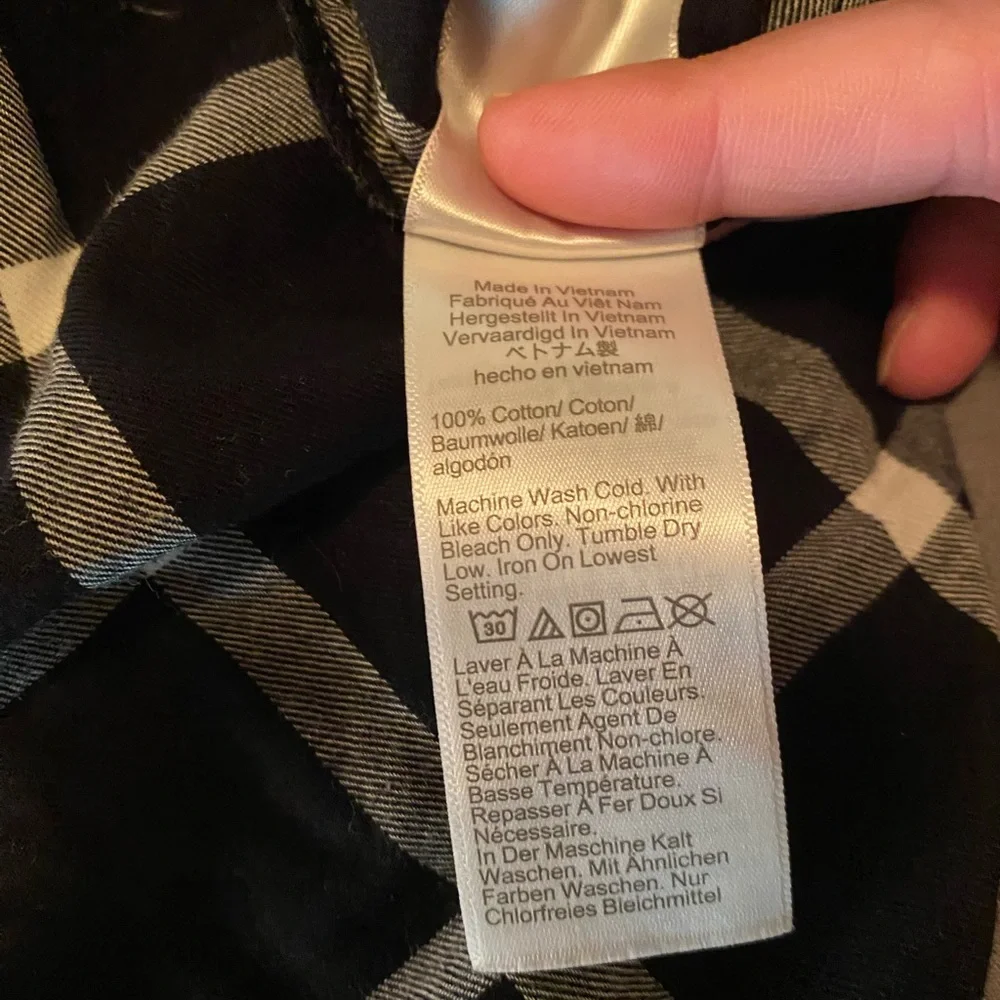 Made In Vietnam
Fabriqué Au Việt Nam
Hergestellt In Vietnam
Vervaardigd In Vietnam
ベトナム製
hecho en vietnam
100% Cotton/ Coton/
Baumwolle/ Katoen/ 綿/
algodón
Machine Wash Cold. With
Like Colors. Non-chlorine
Bleach Only. Tumble Dry
Low. Iron On Lowest
Setting.
30
Laver À La Machine À
L'eau Froide. Laver En
Séparant Les Couleurs.
Seulement Agent De
Blanchiment Non-chlore.
Sécher À La Machine À
Basse Température.
Repasser À Fer Doux Si
Nécessaire.
In Der Maschine Kalt
Waschen. Mit Ähnlichen
Farben Waschen. Nur
Chlorfreies Bleichmittel